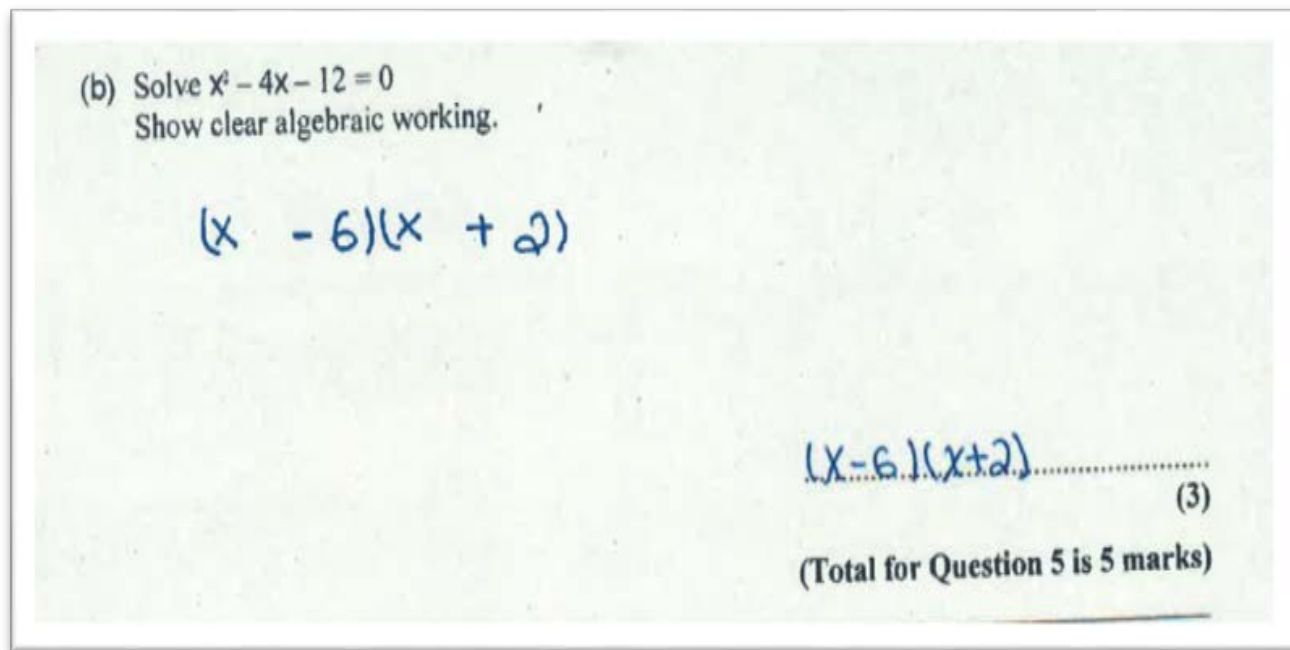 (b) Solve x² – 4x – 12 = 0
Show clear algebraic working.
(x - 6)(x + 2)
(x-6)(x+2)
(3)
(Total for Question 5 is 5 marks)